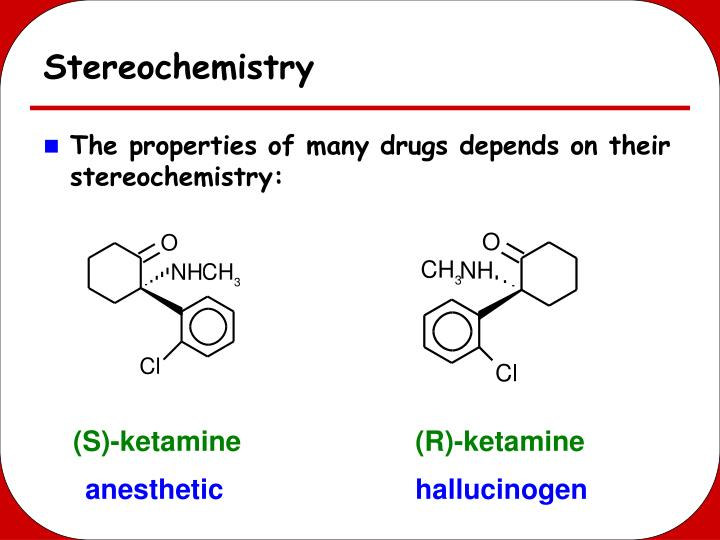 Stereochemistry
The properties of many drugs depends on their
stereochemistry:
O
NHCH3
Cl
O
CH3NH
Cl
(S)-ketamine
(R)-ketamine
anesthetic
hallucinogen